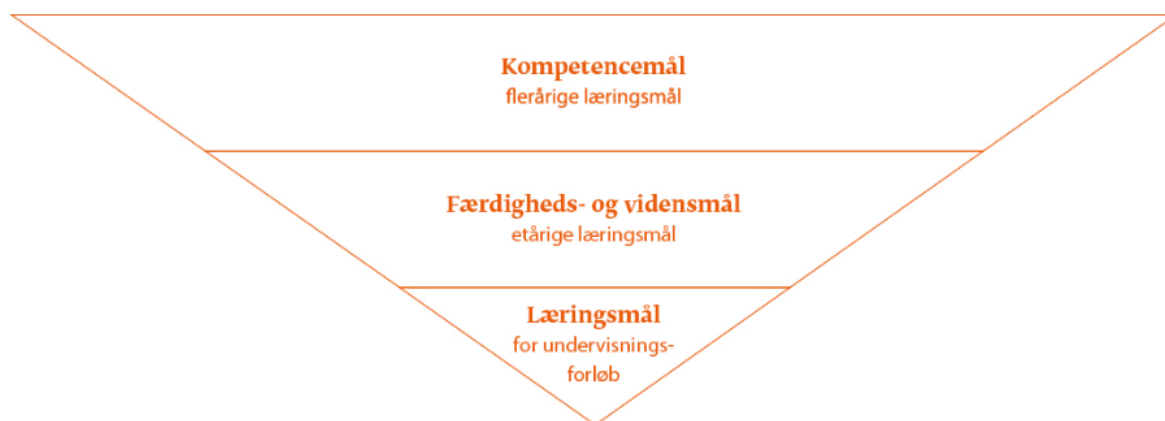 Kompetencemål
flerårige læringsmål
Færdigheds- og vidensmål
etårige læringsmål
Læringsmål
for undervisnings-
forløb